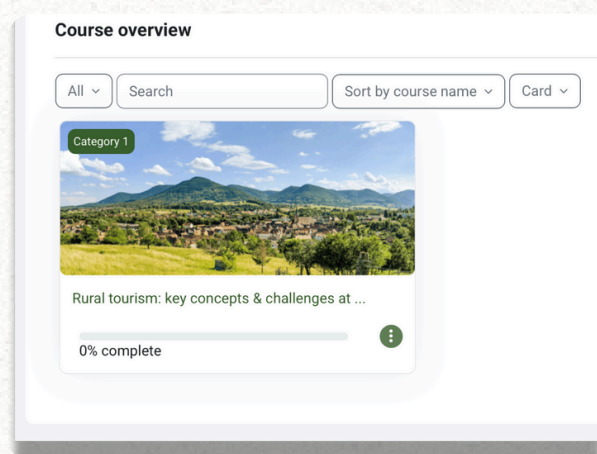 Course overview
All
Search
Sort by course name
Card
Category 1
Rural tourism: key concepts & challenges at ...
0% complete